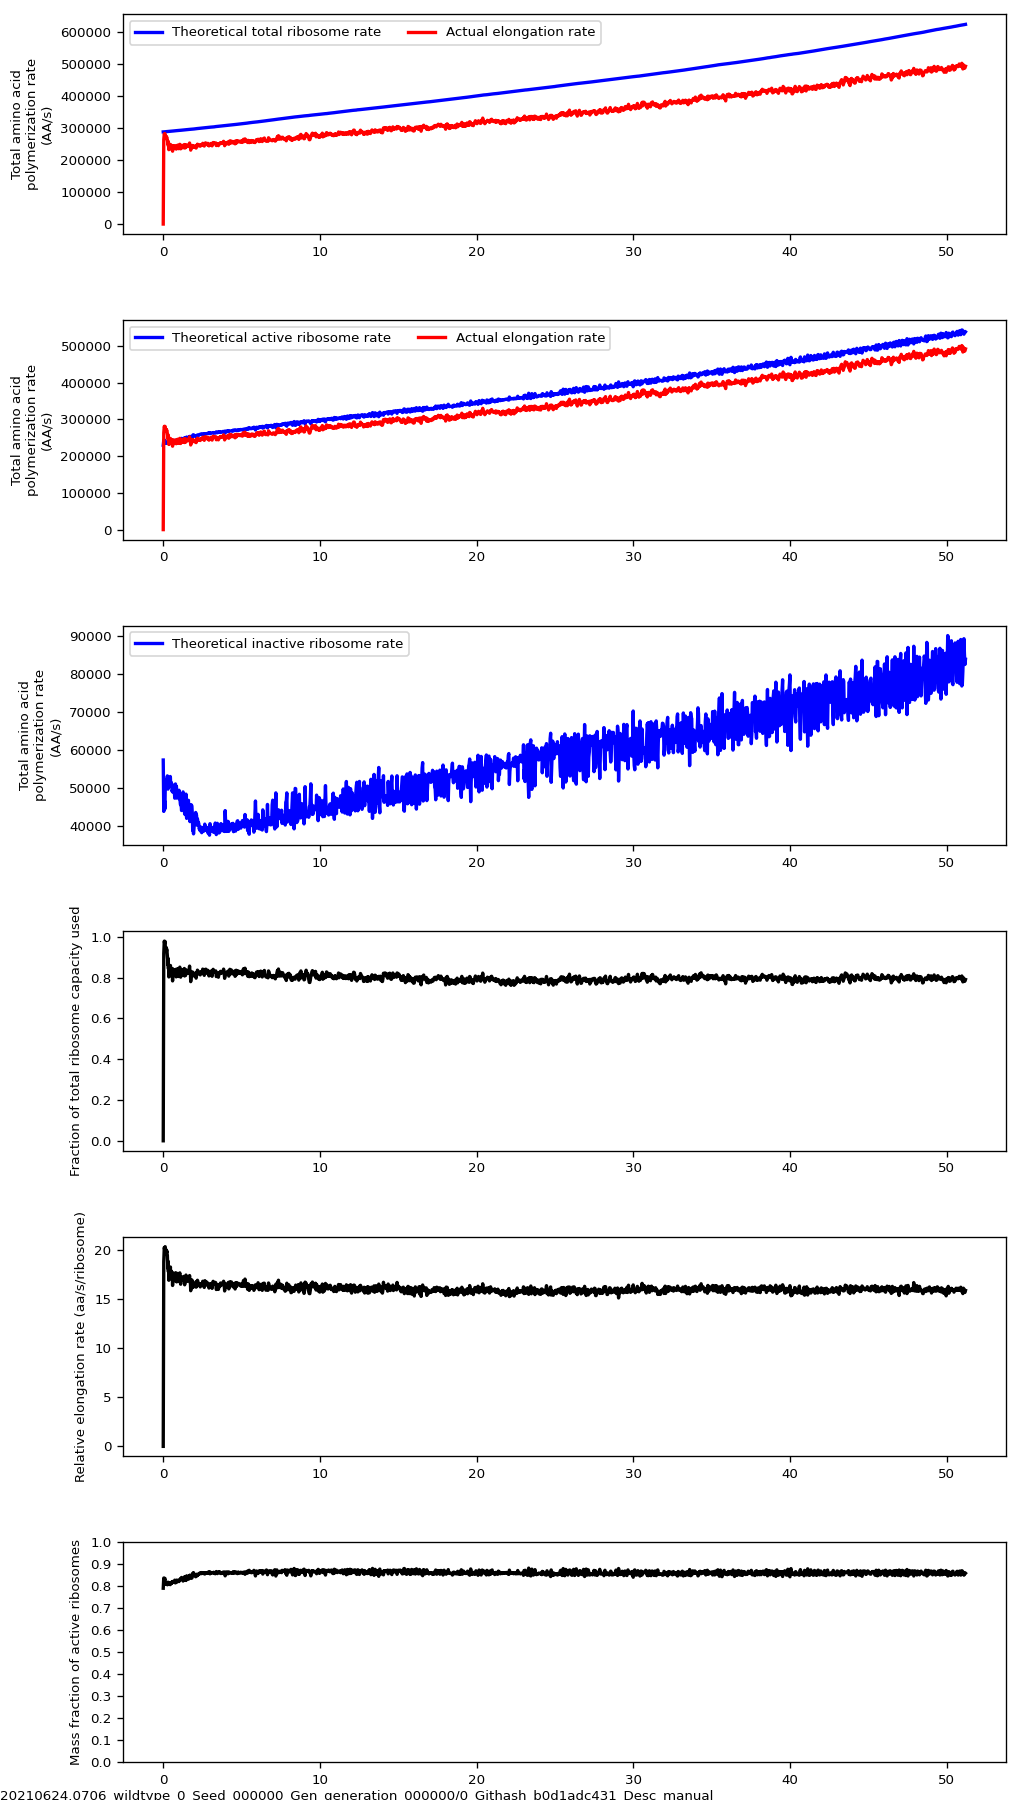 Theoretical total ribosome rate
Actual elongation rate
Total amino acid
polymerization rate
(AA/s)
600000
500000
400000
300000
200000
100000
0
0 10 20 30 40 50
Theoretical active ribosome rate
Actual elongation rate
Total amino acid
polymerization rate
(AA/s)
500000
400000
300000
200000
100000
0
0 10 20 30 40 50
Theoretical inactive ribosome rate
Total amino acid
polymerization rate
(AA/s)
90000
80000
70000
60000
50000
40000
0 10 20 30 40 50
Fraction of total ribosome capacity used
1.0
0.8
0.6
0.4
0.2
0.0
0 10 20 30 40 50
Relative elongation rate (aa/s/ribosome)
20
15
10
5
0
0 10 20 30 40 50
Mass fraction of active ribosomes
1.0
0.9
0.8
0.7
0.6
0.5
0.4
0.3
0.2
0.1
0.0
0 10 20 30 40 50
20210624.0706_wildtype_0_Seed_000000_Gen_generation_000000/0_Githash_b0d1adc431_Desc_manual